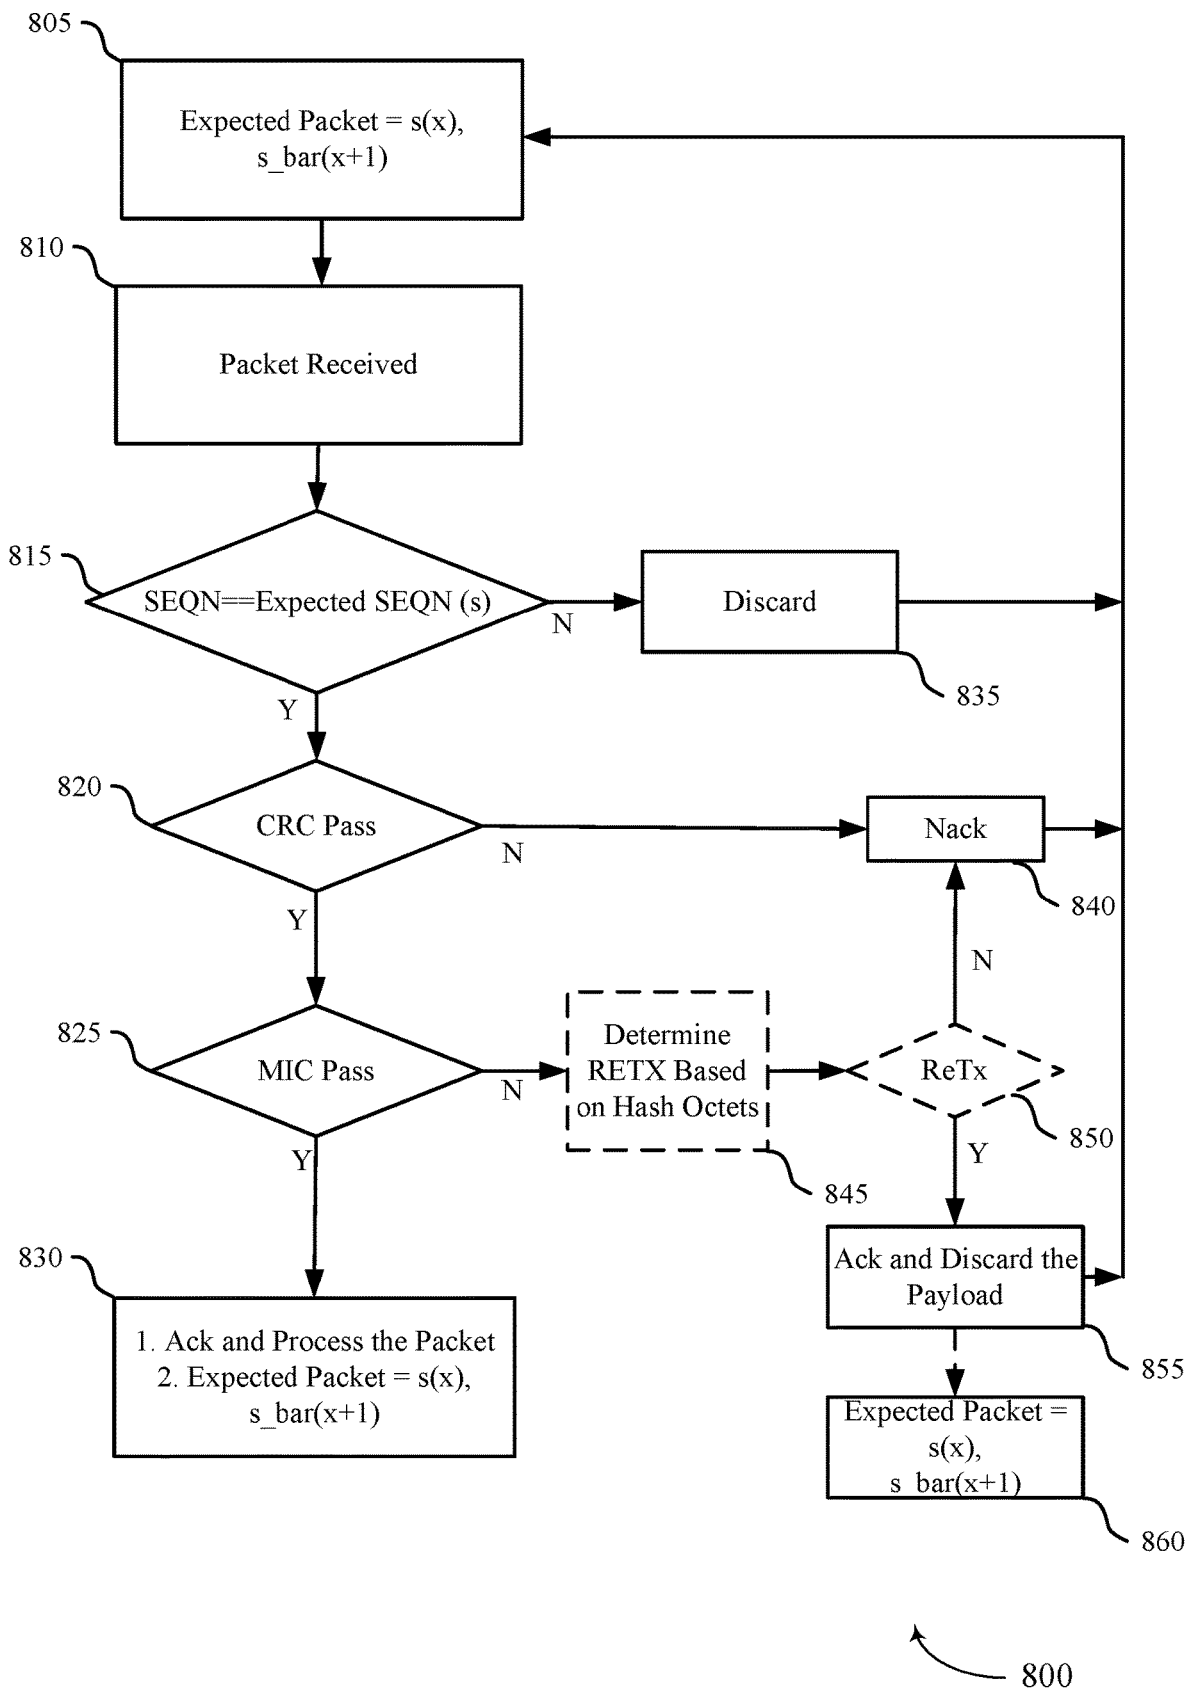 805
Expected Packet = s(x),
s_bar(x+1)
810
Packet Received
815
SEQN==Expected SEQN (s)
N
Discard
835
Y
820
CRC Pass
N
Nack
840
Y
N
825
MIC Pass
N
Determine
RETX Based
on Hash Octets
845
ReTx
850
Y
Y
830
1. Ack and Process the Packet
2. Expected Packet = s(x),
s_bar(x+1)
Ack and Discard the
Payload
855
Expected Packet =
s(x),
s_bar(x+1)
860
800